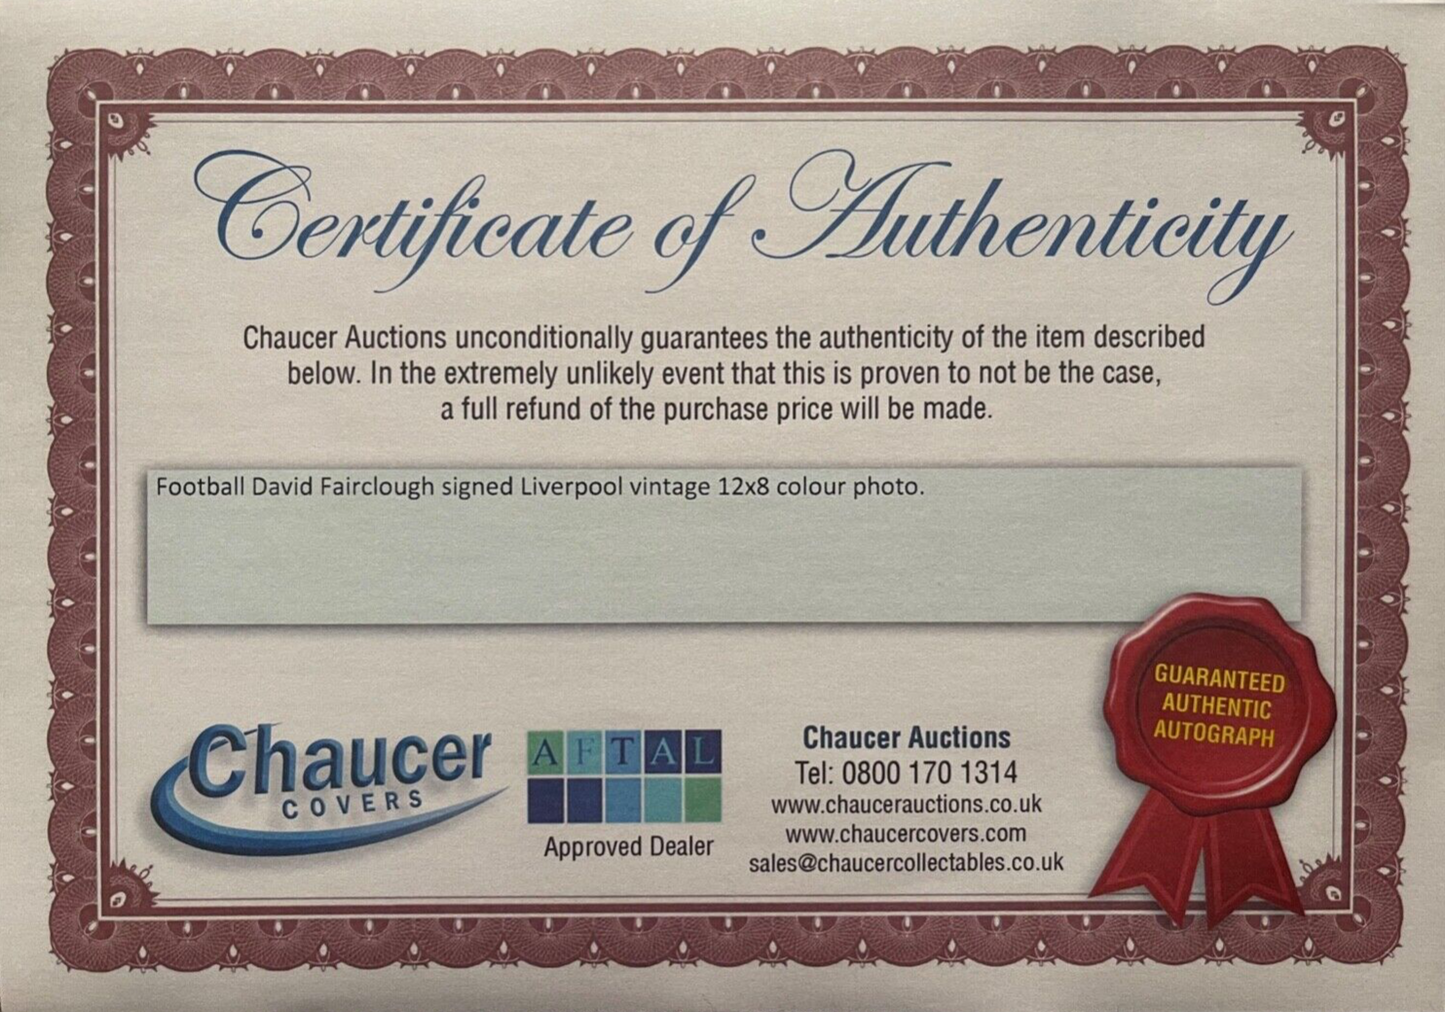 Certificate of Authenticity
Chaucer Auctions unconditionally guarantees the authenticity of the item described
below. In the extremely unlikely event that this is proven to not be the case,
a full refund of the purchase price will be made.
Football David Fairclough signed Liverpool vintage 12x8 colour photo.
GUARANTEED
AUTHENTIC
AUTOGRAPH
Chaucer
COVERS
AFTAL
Approved Dealer
Chaucer Auctions
Tel: 0800 170 1314
www.chaucerauctions.co.uk
www.chaucercovers.com
sales@chaucercollectables.co.uk